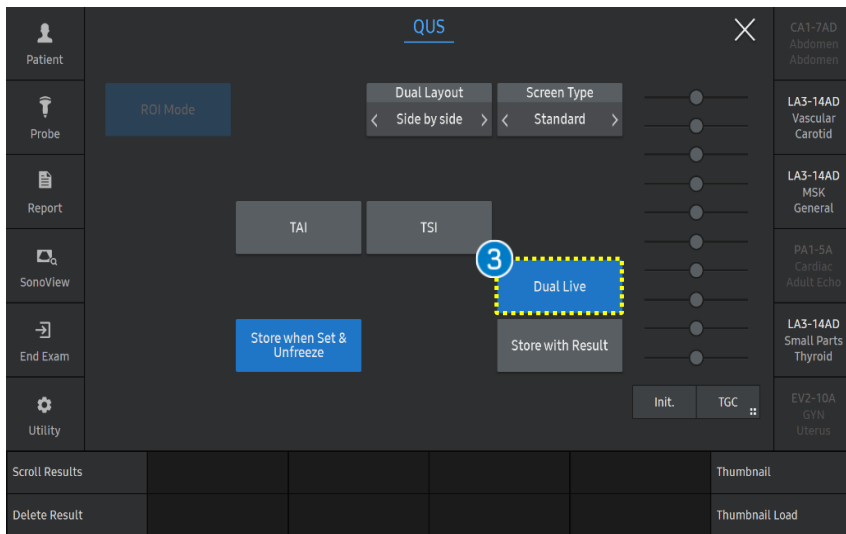 QUS
Patient
Probe
Report
SonoView
End Exam
Utility
ROI Mode
Dual Layout
Side by side
Screen Type
Standard
TAI
TSI
3
Dual Live
Store when Set &
Unfreeze
Store with Result
Init.
TGC
CA1-7AD
Abdomen
Abdomen
LA3-14AD
Vascular
Carotid
LA3-14AD
MSK
General
PA1-5A
Cardiac
Adult Echo
LA3-14AD
Small Parts
Thyroid
EV2-10A
GYN
Uterus
Scroll Results
Thumbnail
Delete Result
Thumbnail Load